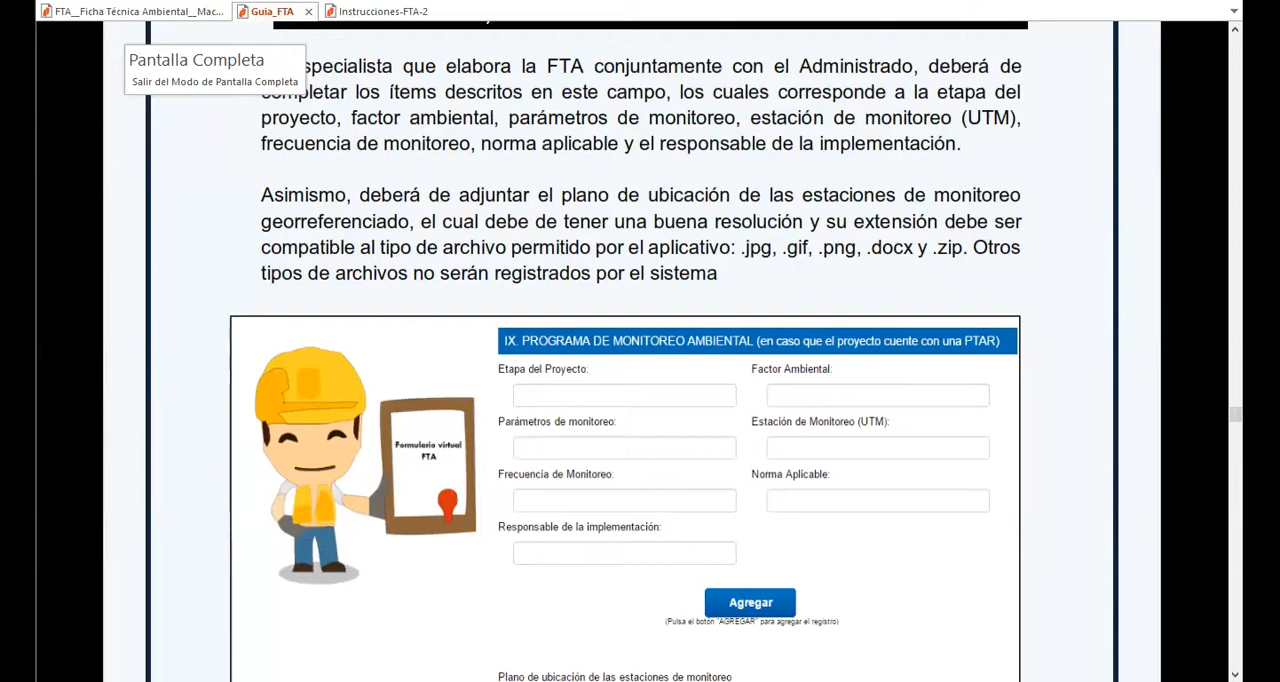 FTA__Ficha Técnica Ambiental__Mac...
Guia_FTA
Instrucciones-FTA-2
Pantalla Completa
Salir del Modo de Pantalla Completa
specialista que elabora la FTA conjuntamente con el Administrado, deberá de
completar los ítems descritos en este campo, los cuales corresponde a la etapa del
proyecto, factor ambiental, parámetros de monitoreo, estación de monitoreo (UTM),
frecuencia de monitoreo, norma aplicable y el responsable de la implementación.
Asimismo, deberá de adjuntar el plano de ubicación de las estaciones de monitoreo
georreferenciado, el cual debe de tener una buena resolución y su extensión debe ser
compatible al tipo de archivo permitido por el aplicativo: .jpg, .gif, .png, .docx y .zip. Otros
tipos de archivos no serán registrados por el sistema
Formulario virtual
FTA
IX. PROGRAMA DE MONITOREO AMBIENTAL (en caso que el proyecto cuente con una PTAR)
Etapa del Proyecto:
Factor Ambiental:
Parámetros de monitoreo:
Estación de Monitoreo (UTM):
Frecuencia de Monitoreo:
Norma Aplicable:
Responsable de la implementación:
Agregar
(Pulsa el botón "AGREGAR" para agregar el registro)
Plano de ubicación de las estaciones de monitoreo